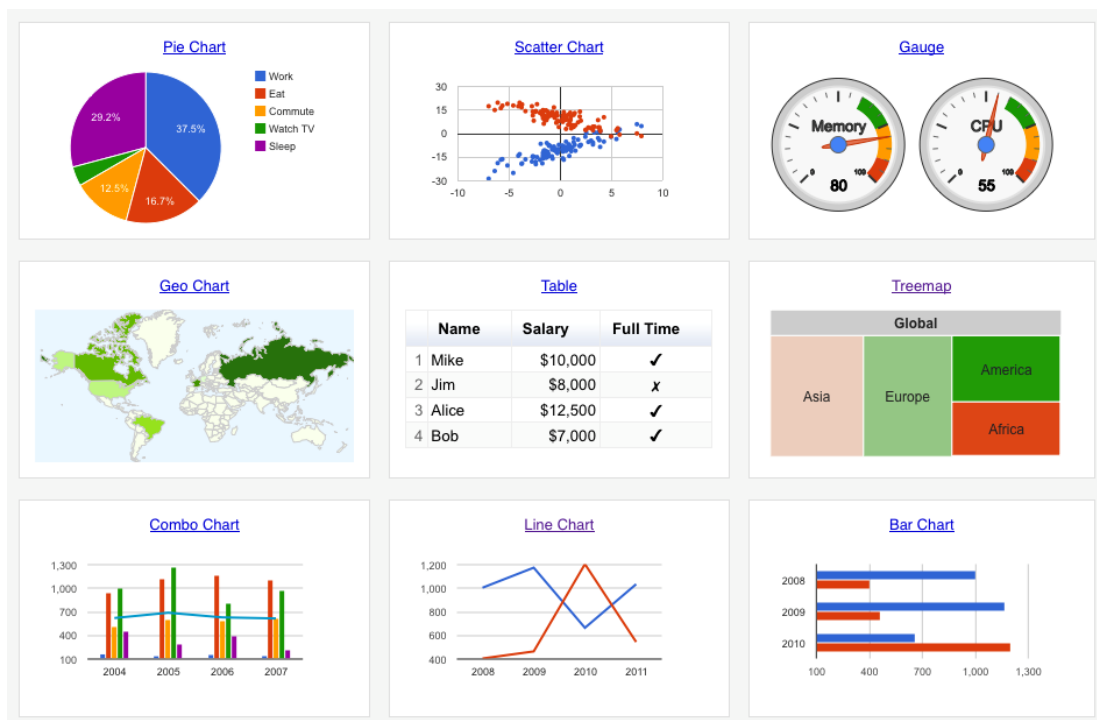 Pie Chart
Work
Eat
Commute
Watch TV
Sleep
29.2%
37.5%
12.5%
16.7%
Scatter Chart
30
15
0
-15
-30
-10 -5 0 5 10
Gauge
Memory
0 100
80
CPU
0 100
55
Geo Chart
Table
Name Salary Full Time
1 Mike $10,000 ✓
2 Jim $8,000 ✗
3 Alice $12,500 ✓
4 Bob $7,000 ✓
Treemap
Global
Asia
Europe
America
Africa
Combo Chart
1,300
1,000
700
400
100
2004 2005 2006 2007
Line Chart
1,200
1,000
800
600
400
2008 2009 2010 2011
Bar Chart
2008
2009
2010
100 400 700 1,000 1,300